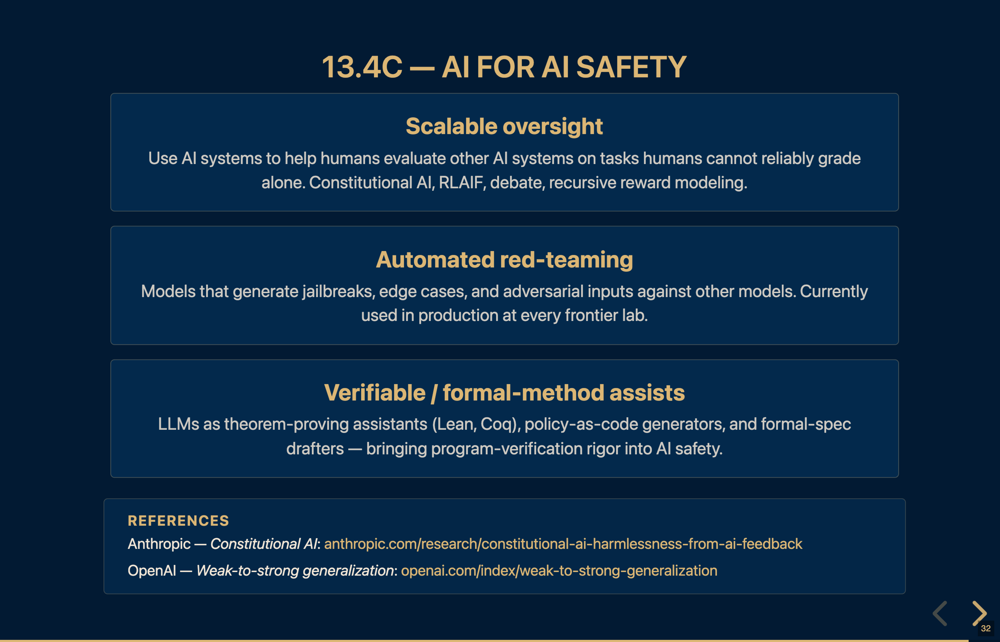 13.4C — AI FOR AI SAFETY
Scalable oversight
Use AI systems to help humans evaluate other AI systems on tasks humans cannot reliably grade
alone. Constitutional AI, RLAIF, debate, recursive reward modeling.
Automated red-teaming
Models that generate jailbreaks, edge cases, and adversarial inputs against other models. Currently
used in production at every frontier lab.
Verifiable / formal-method assists
LLMs as theorem-proving assistants (Lean, Coq), policy-as-code generators, and formal-spec
drafters — bringing program-verification rigor into AI safety.
REFERENCES
Anthropic — Constitutional AI: anthropic.com/research/constitutional-ai-harmlessness-from-ai-feedback
OpenAI — Weak-to-strong generalization: openai.com/index/weak-to-strong-generalization
32